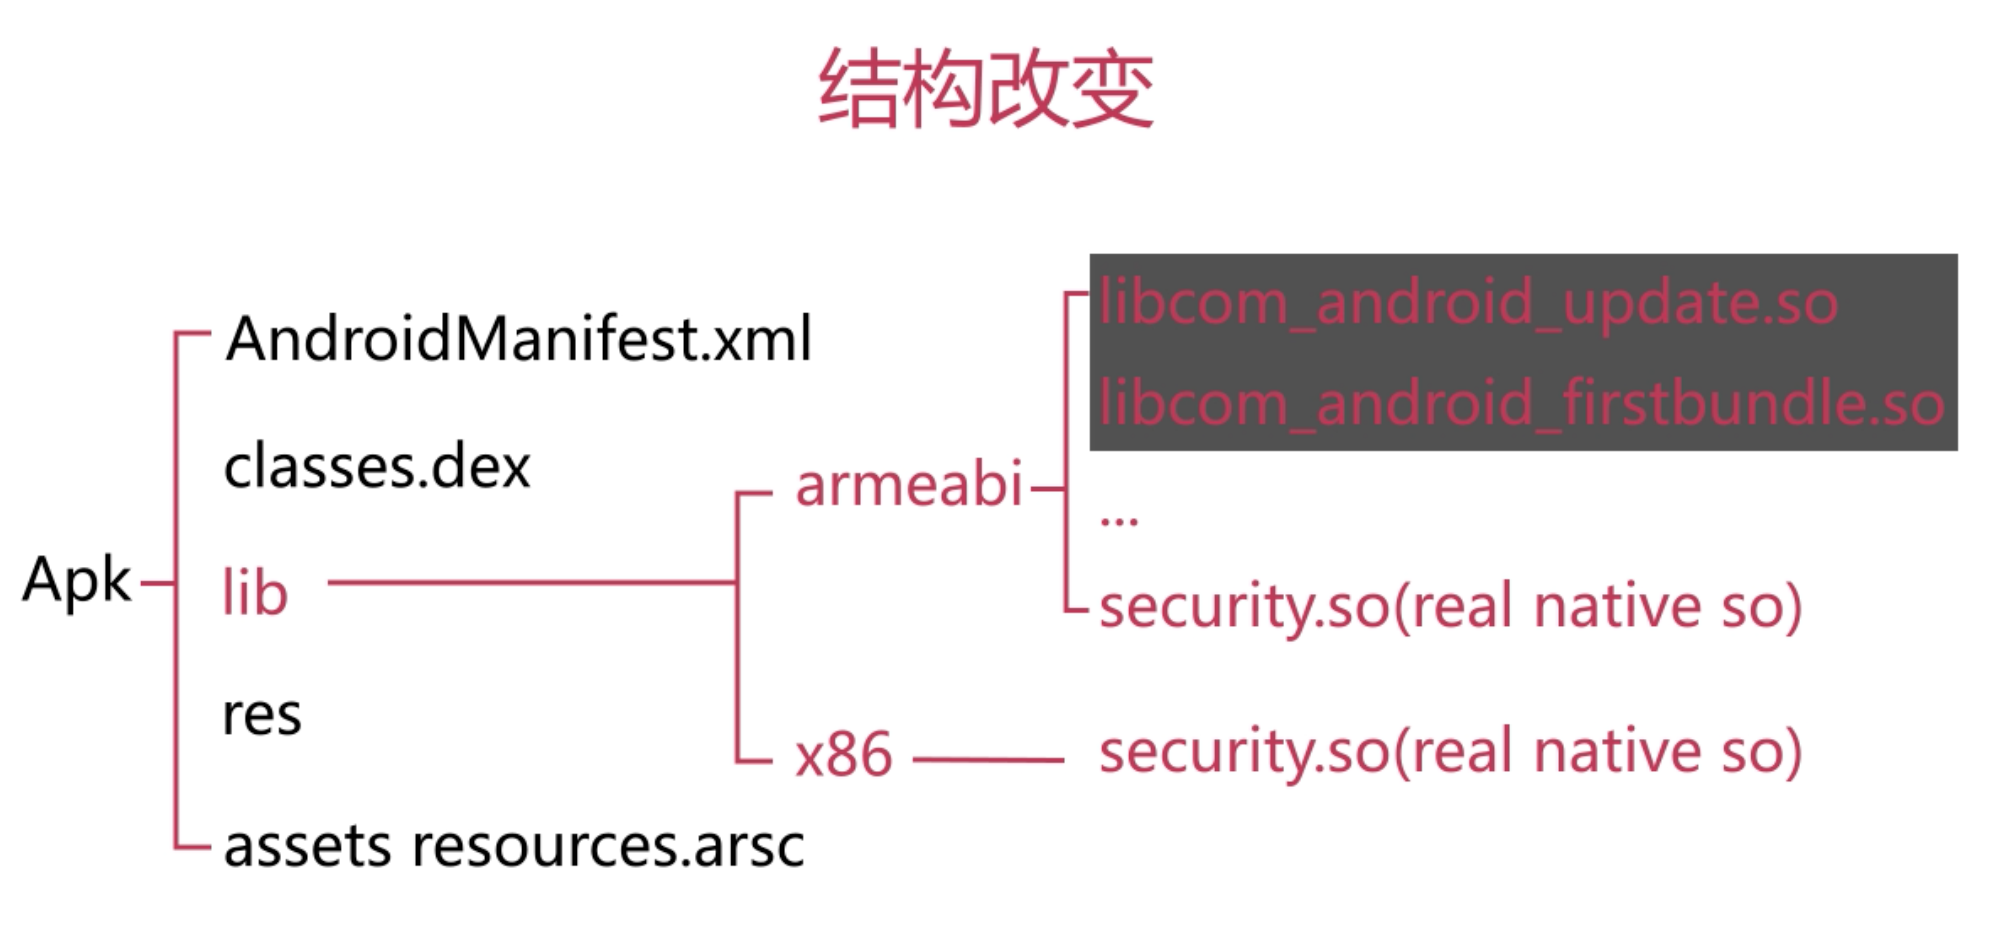 结构改变
Apk
AndroidManifest.xml
classes.dex
lib
res
assets resources.arsc
armeabi
x86
libcom_android_update.so
libcom_android_firstbundle.so
...
security.so(real native so)
security.so(real native so)